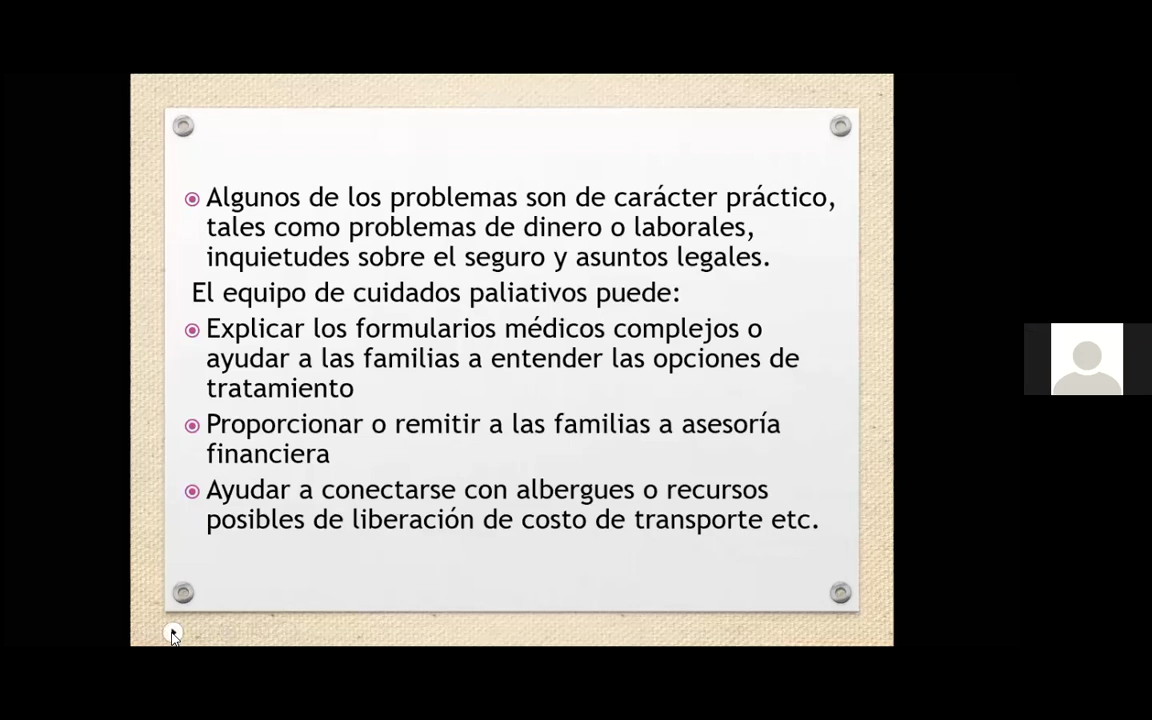 Algunos de los problemas son de carácter práctico,
tales como problemas de dinero o laborales,
inquietudes sobre el seguro y asuntos legales.
El equipo de cuidados paliativos puede:
Explicar los formularios médicos complejos o
ayudar a las familias a entender las opciones de
tratamiento
Proporcionar o remitir a las familias a asesoría
financiera
Ayudar a conectarse con albergues o recursos
posibles de liberación de costo de transporte etc.